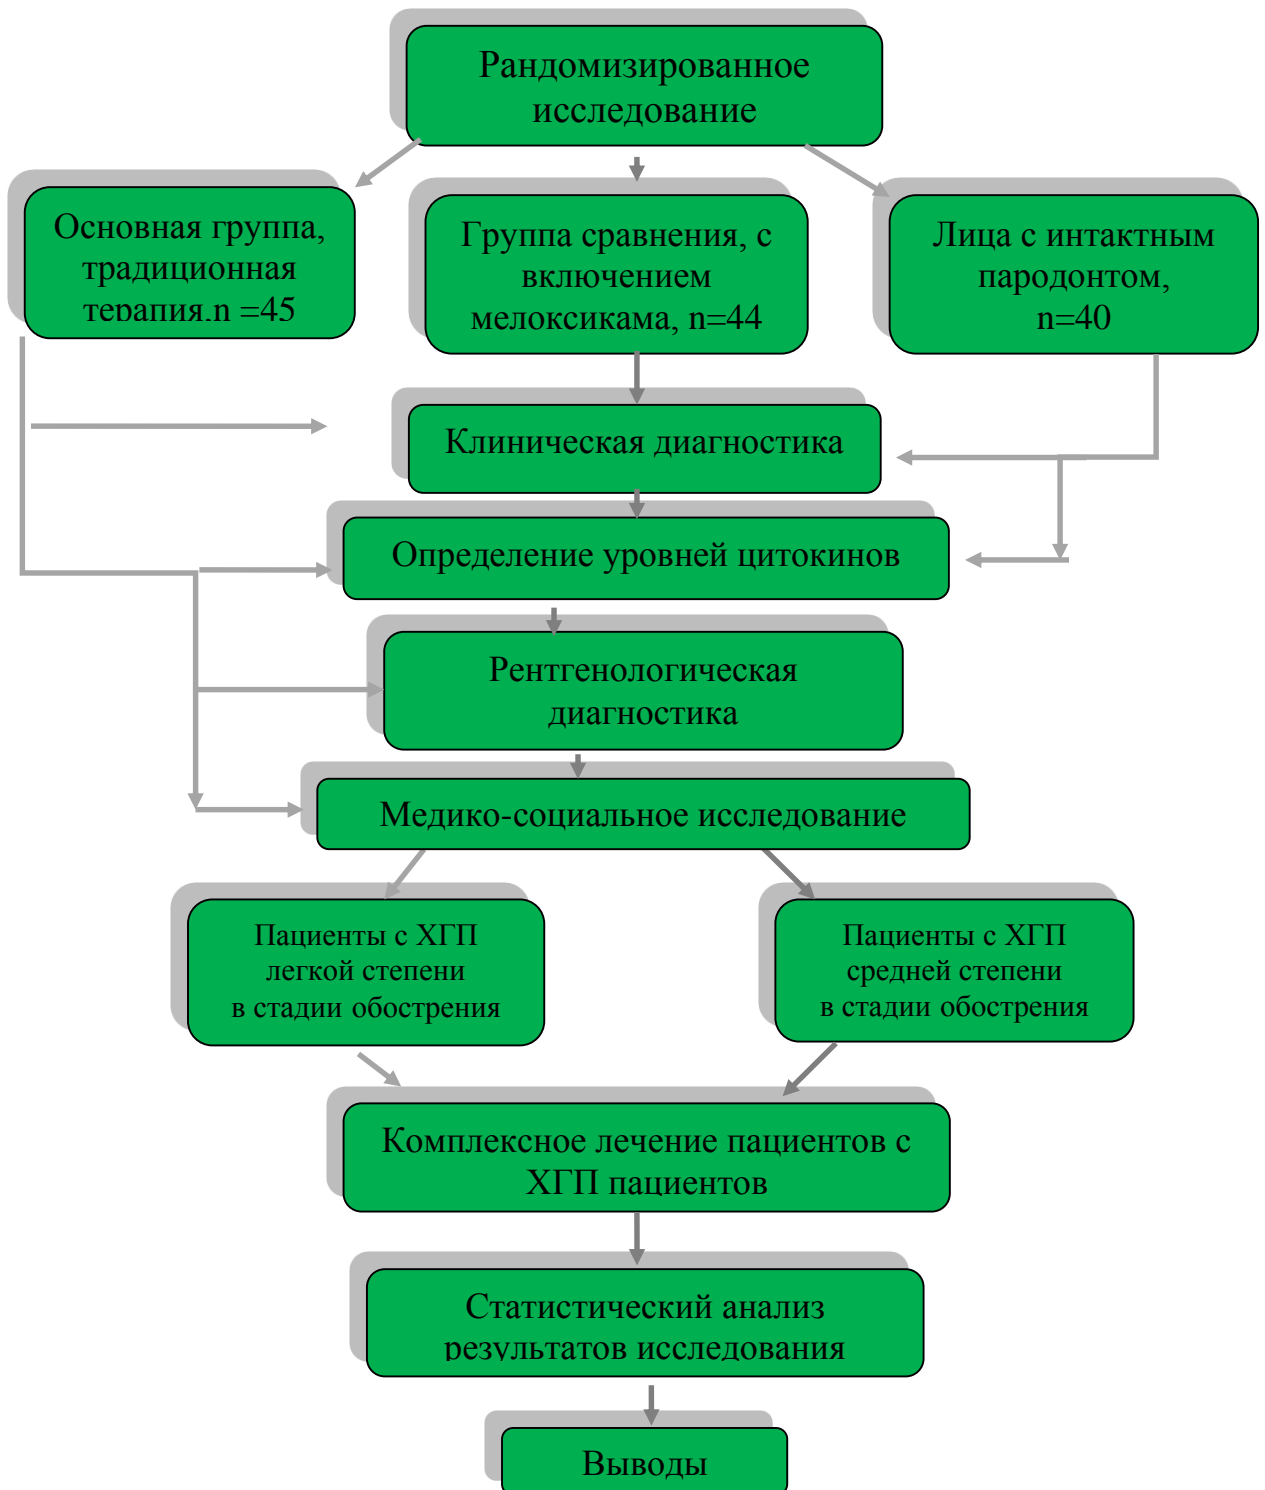 Рандомизированное
исследование
Основная группа,
традиционная
терапия,n =45
Группа сравнения, с
включением
мелоксикама, n=44
Лица с интактным
пародонтом,
n=40
Клиническая диагностика
Определение уровней цитокинов
Рентгенологическая
диагностика
Медико-социальное исследование
Пациенты с ХГП
легкой степени
в стадии обострения
Пациенты с ХГП
средней степени
в стадии обострения
Комплексное лечение пациентов с
ХГП пациентов
Статистический анализ
результатов исследования
Выводы